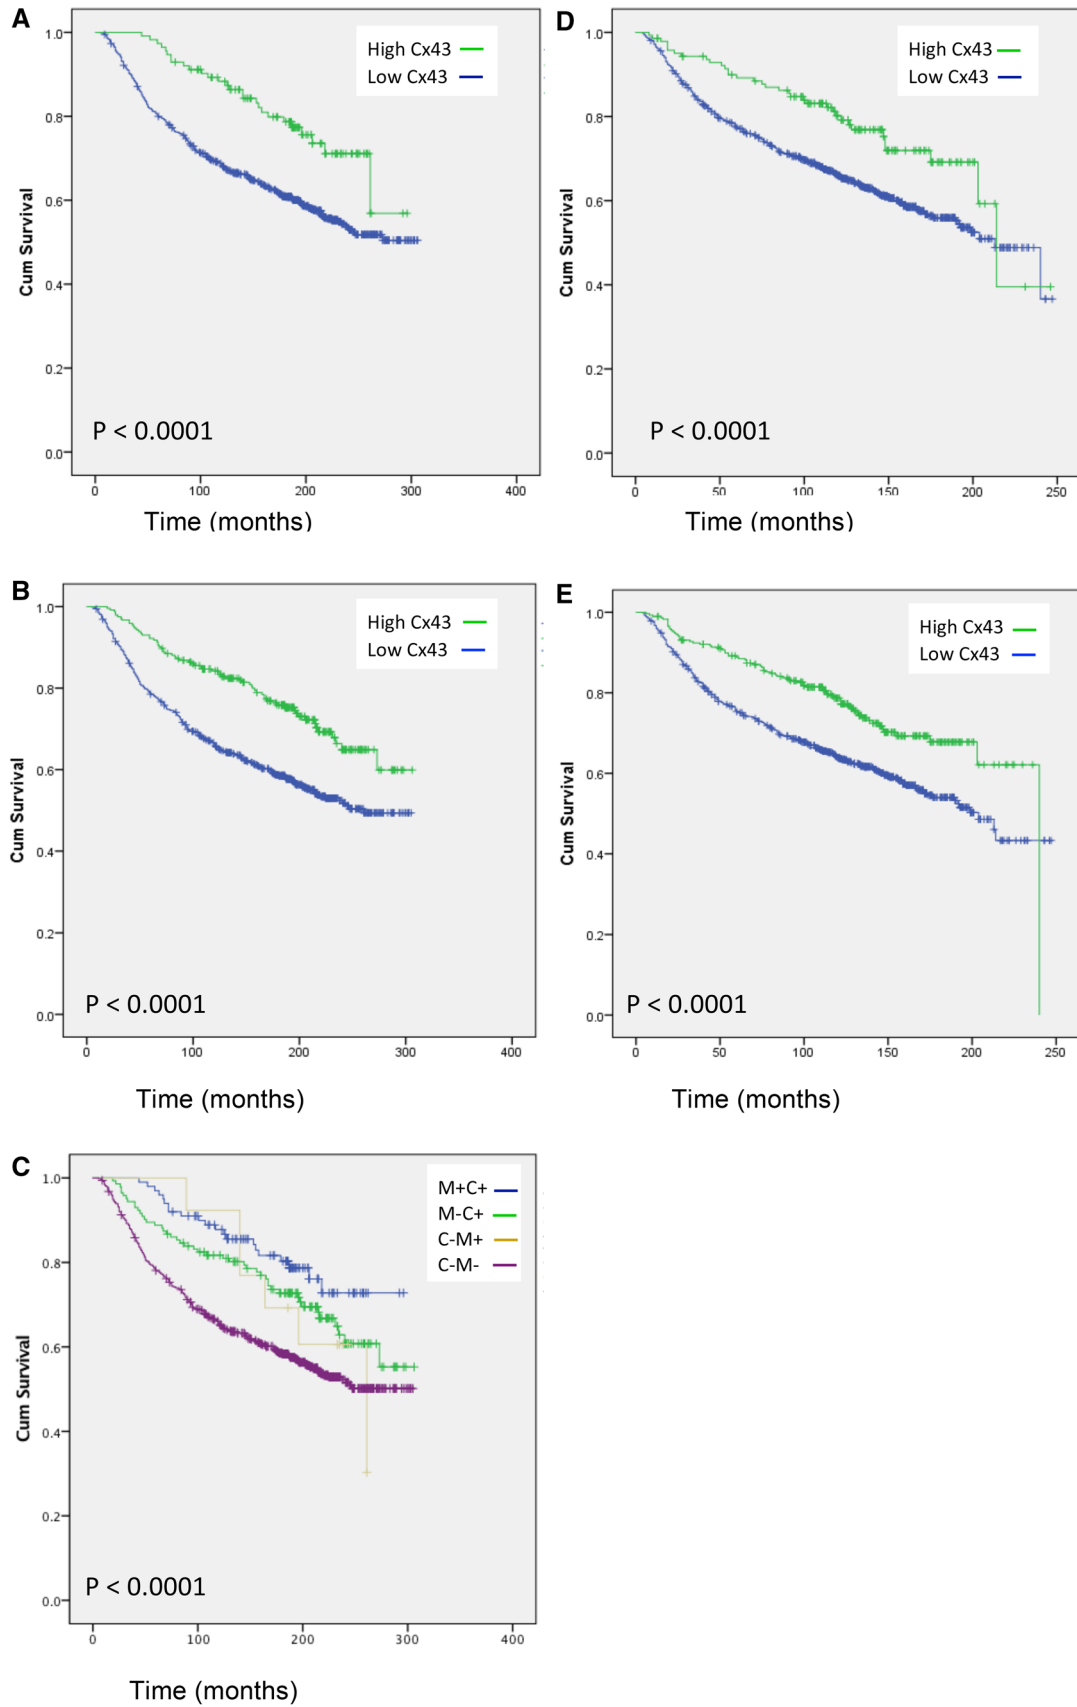 A
High Cx43
Low Cx43
1.0
0.8
0.6
0.4
0.2
0.0
Cum Survival
P < 0.0001
0 100 200 300 400
Time (months)
D
High Cx43
Low Cx43
1.0
0.8
0.6
0.4
0.2
0.0
Cum Survival
P < 0.0001
0 50 100 150 200 250
Time (months)
B
High Cx43
Low Cx43
1.0
0.8
0.6
0.4
0.2
0.0
Cum Survival
P < 0.0001
0 100 200 300 400
Time (months)
E
High Cx43
Low Cx43
1.0
0.8
0.6
0.4
0.2
0.0
Cum Survival
P < 0.0001
0 50 100 150 200 250
Time (months)
C
M+C+
M-C+
C-M+
C-M-
1.0
0.8
0.6
0.4
0.2
0.0
Cum Survival
P < 0.0001
0 100 200 300 400
Time (months)